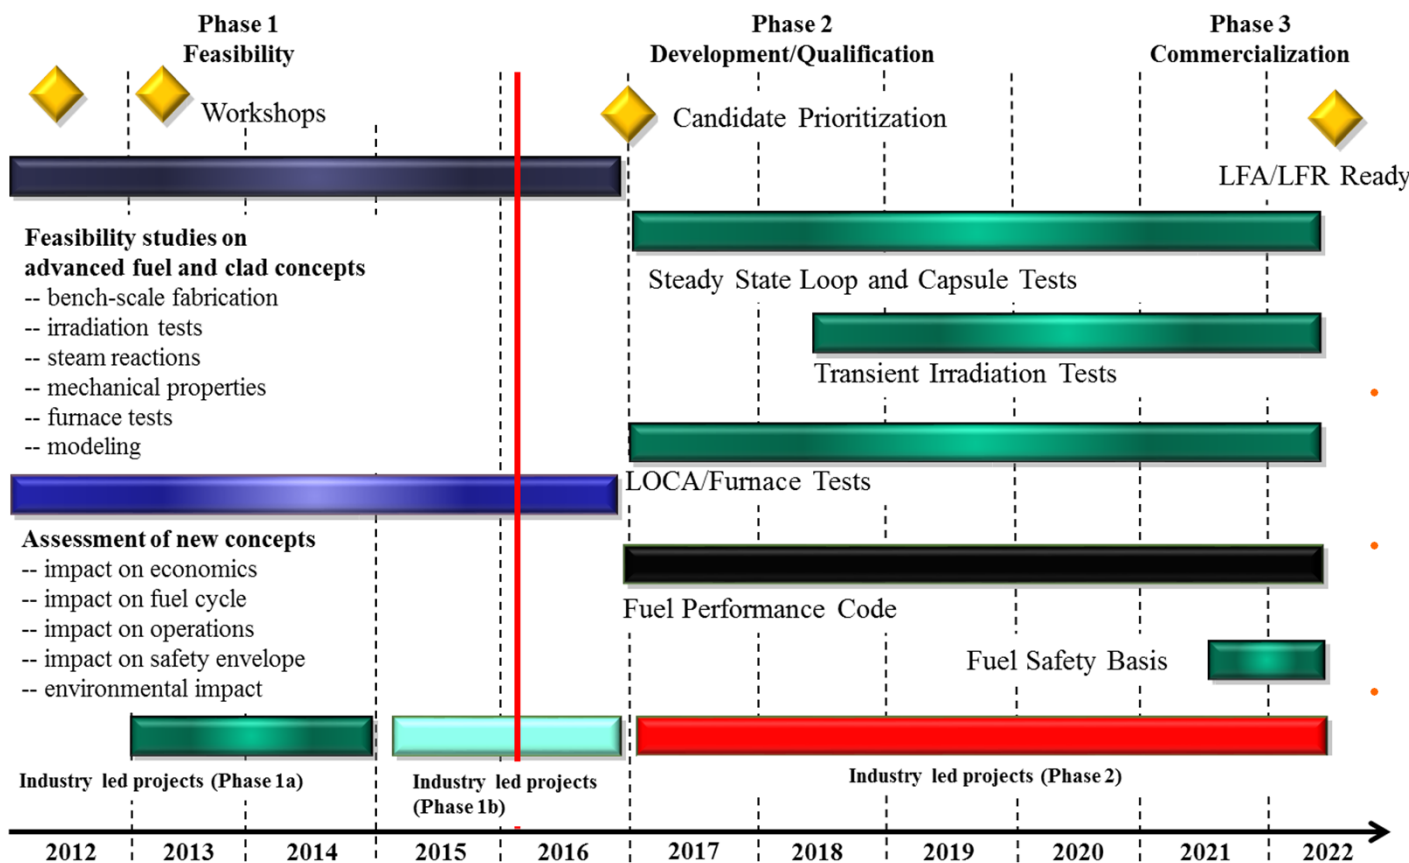 Phase 1
Feasibility
Phase 2
Development/Qualification
Phase 3
Commercialization
Workshops
Candidate Prioritization
LFA/LFR Ready
Feasibility studies on
advanced fuel and clad concepts
-- bench-scale fabrication
-- irradiation tests
-- steam reactions
-- mechanical properties
-- furnace tests
-- modeling
Steady State Loop and Capsule Tests
Transient Irradiation Tests
LOCA/Furnace Tests
Assessment of new concepts
-- impact on economics
-- impact on fuel cycle
-- impact on operations
-- impact on safety envelope
-- environmental impact
Fuel Performance Code
Fuel Safety Basis
Industry led projects (Phase 1a)
Industry led projects
(Phase 1b)
Industry led projects (Phase 2)
2012 2013 2014 2015 2016 2017 2018 2019 2020 2021 2022